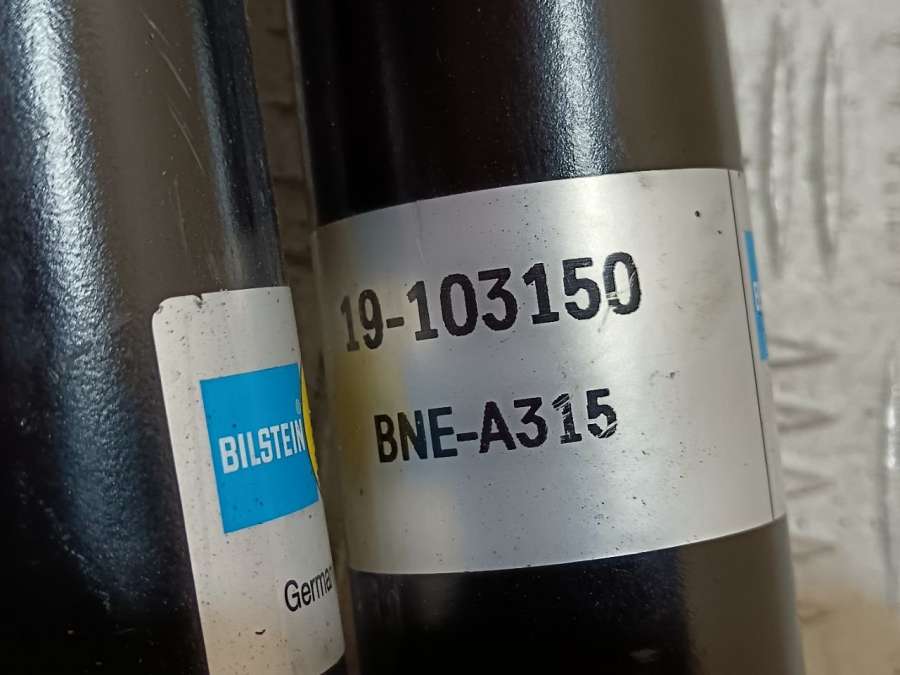 19-103150
BNE-A315
BILSTEIN®
German